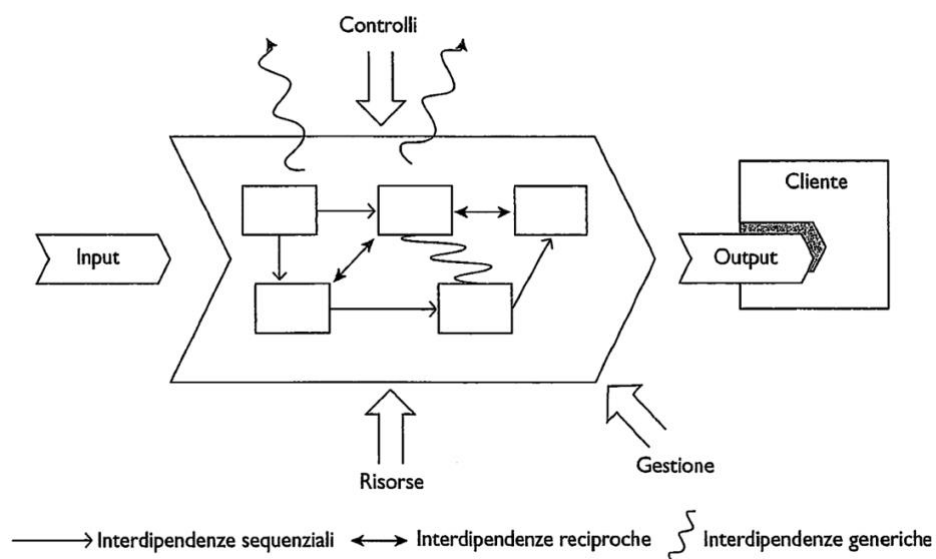 Controlli
Cliente
Input
Output
Gestione
Risorse
Interdipendenze sequenziali
Interdipendenze reciproche
Interdipendenze generiche